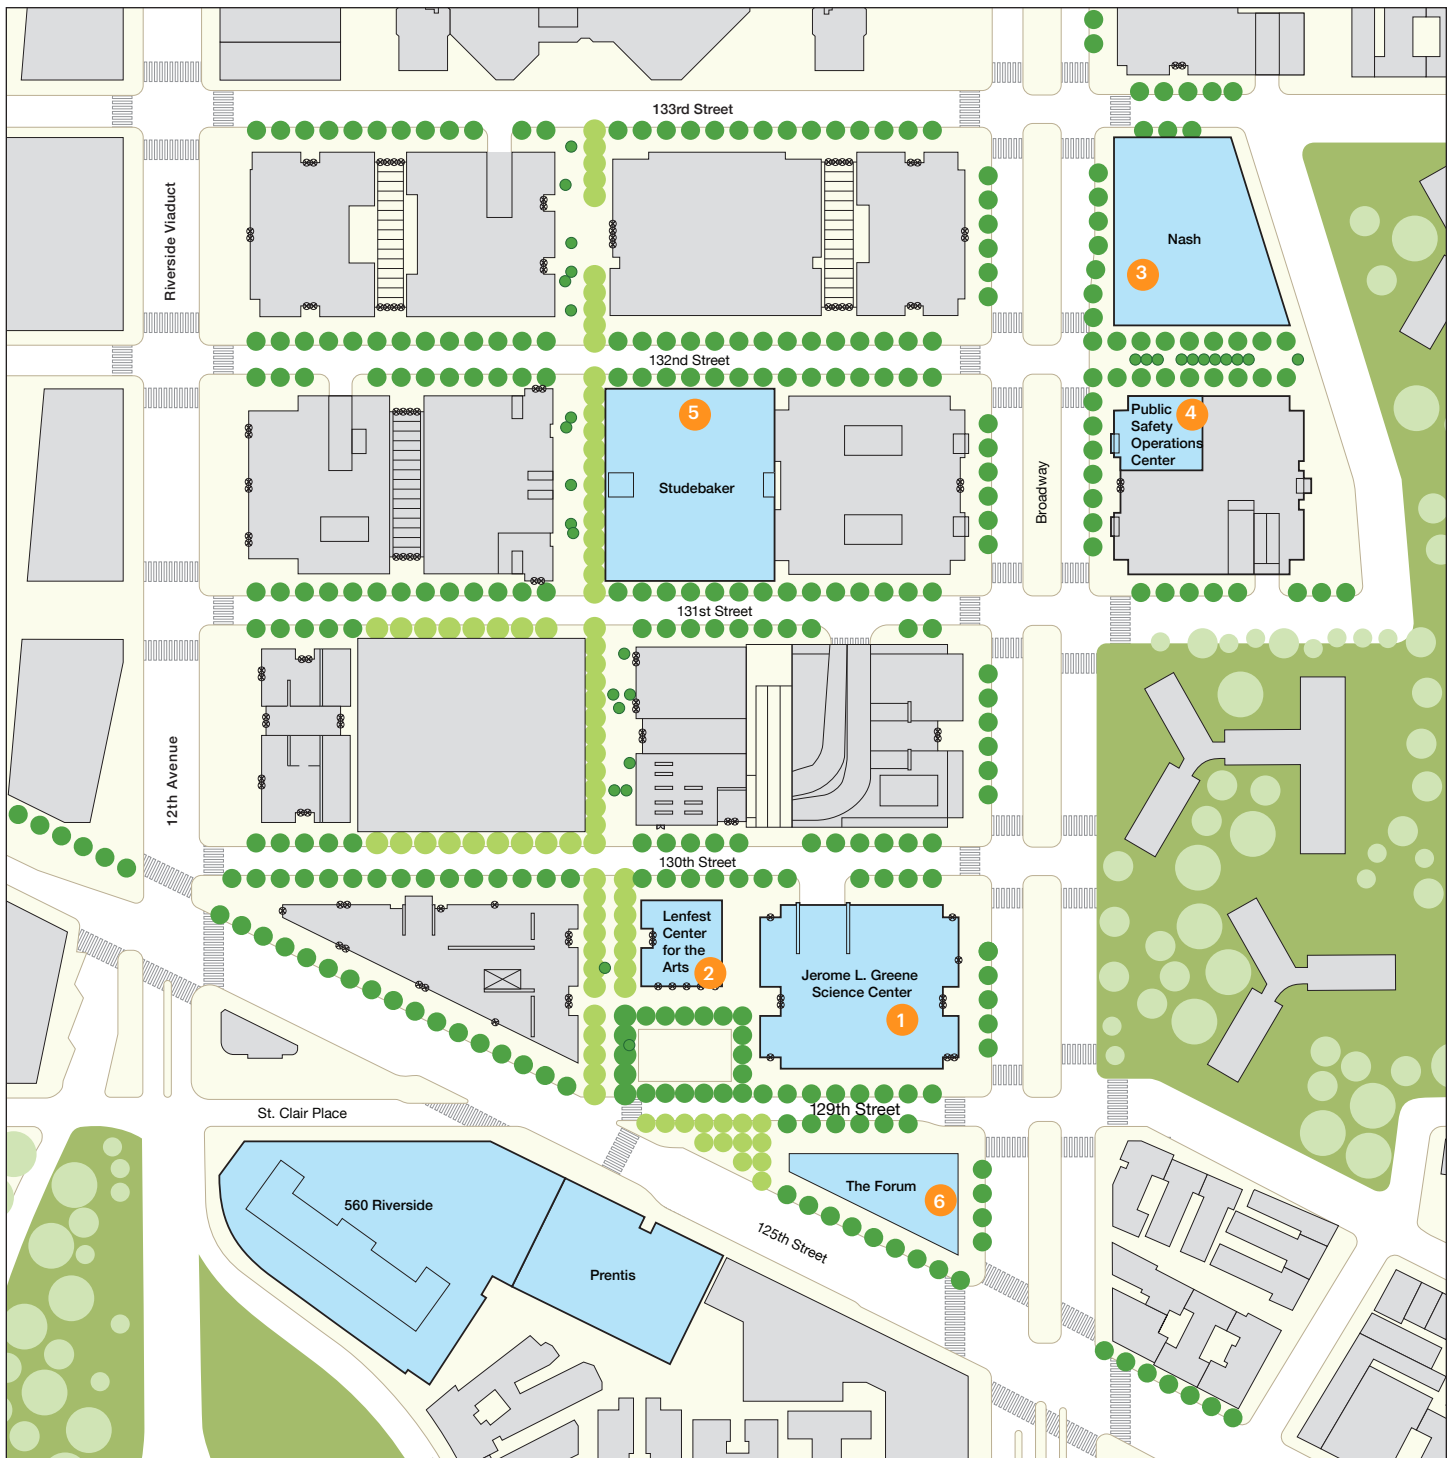 133rd Street
Riverside Viaduct
Nash
3
132nd Street
5
Studebaker
Broadway
Public
Safety
Operations
Center
4
131st Street
12th Avenue
130th Street
Lenfest
Center
for the
Arts
2
Jerome L. Greene
Science Center
1
St. Clair Place
129th Street
The Forum
6
560 Riverside
125th Street
Prentis